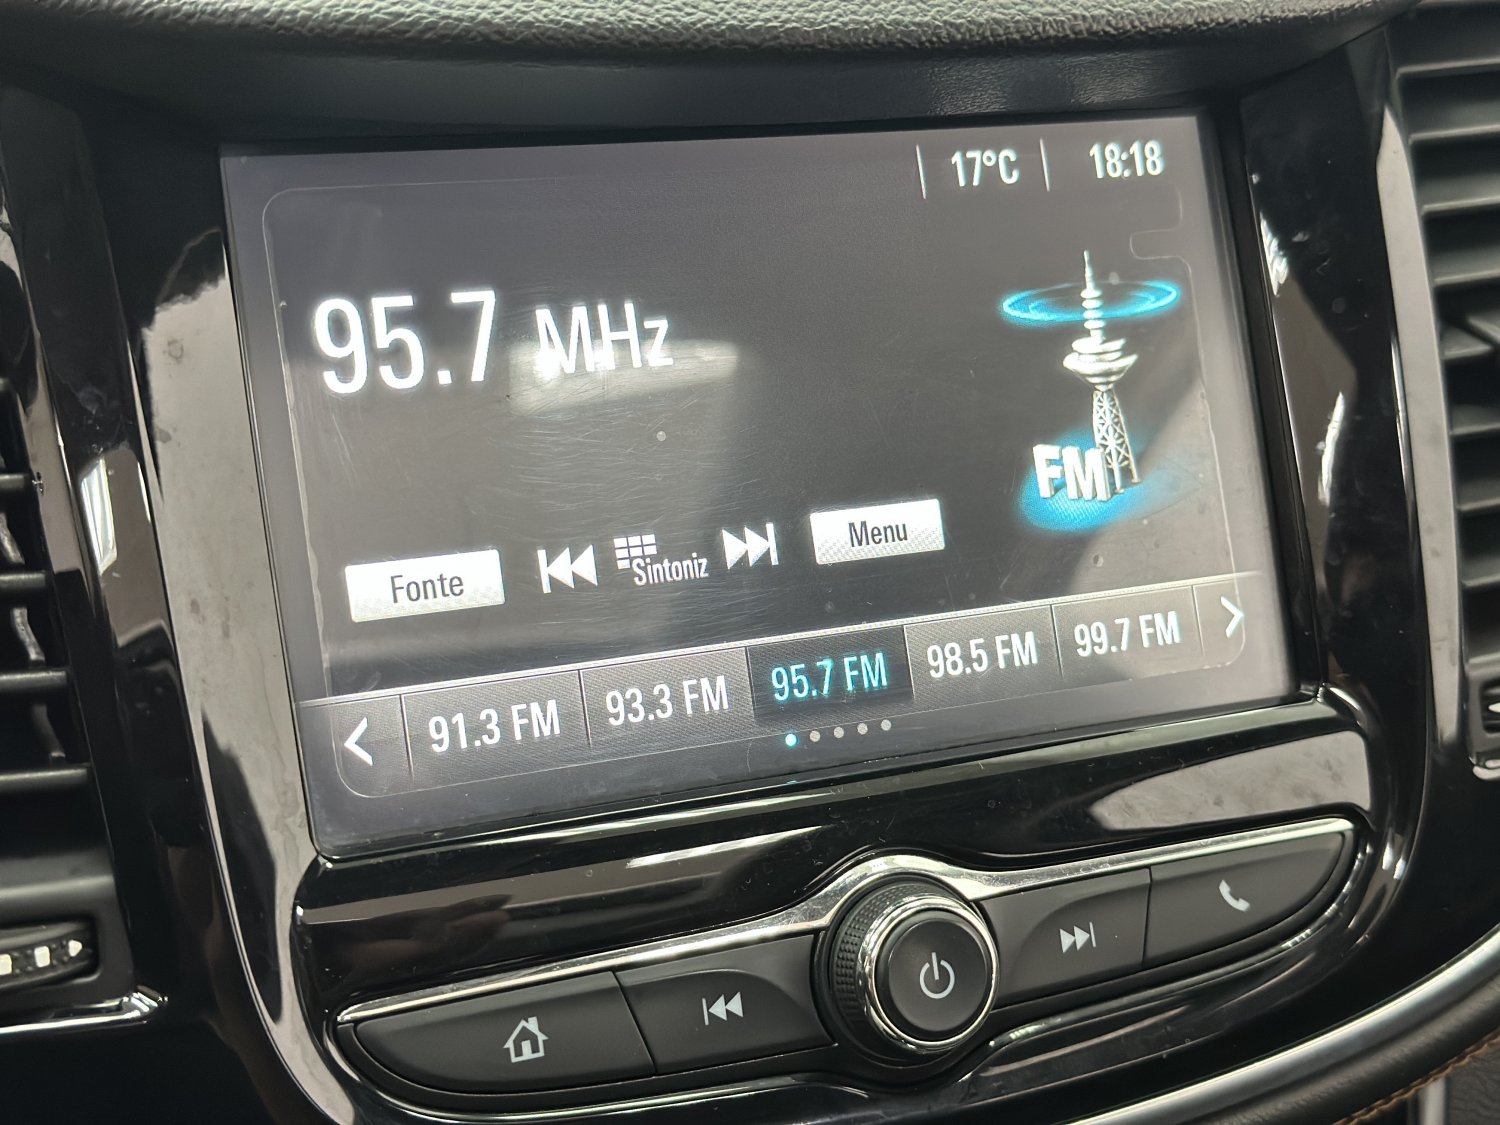 17°C 18:18
95.7 MHz
FM
Fonte Sintoniz Menu
91.3 FM 93.3 FM 95.7 FM 98.5 FM 99.7 FM